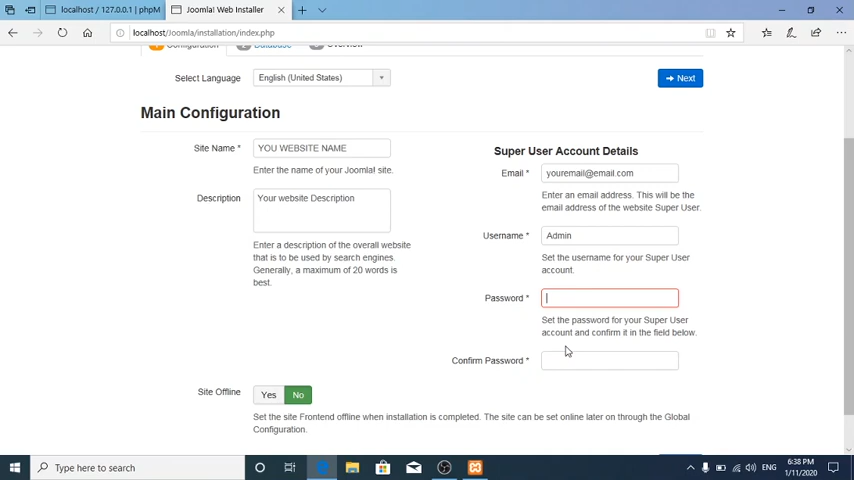 localhost / 127.0.0.1 | phpM
Joomla! Web Installer
localhost/Joomla/installation/index.php
1 Configuration 2 Database 3 Overview
Select Language English (United States) Next
Main Configuration
Site Name * YOU WEBSITE NAME
Enter the name of your Joomla! site.
Description Your website Description
Enter a description of the overall website
that is to be used by search engines.
Generally, a maximum of 20 words is
best.
Super User Account Details
Email * youremail@email.com
Enter an email address. This will be the
email address of the website Super User.
Username * Admin
Set the username for your Super User
account.
Password *
Set the password for your Super User
account and confirm it in the field below.
Confirm Password *
Site Offline Yes No
Set the site Frontend offline when installation is completed. The site can be set online later on through the Global
Configuration.
Type here to search
ENG
6:38 PM
1/11/2020